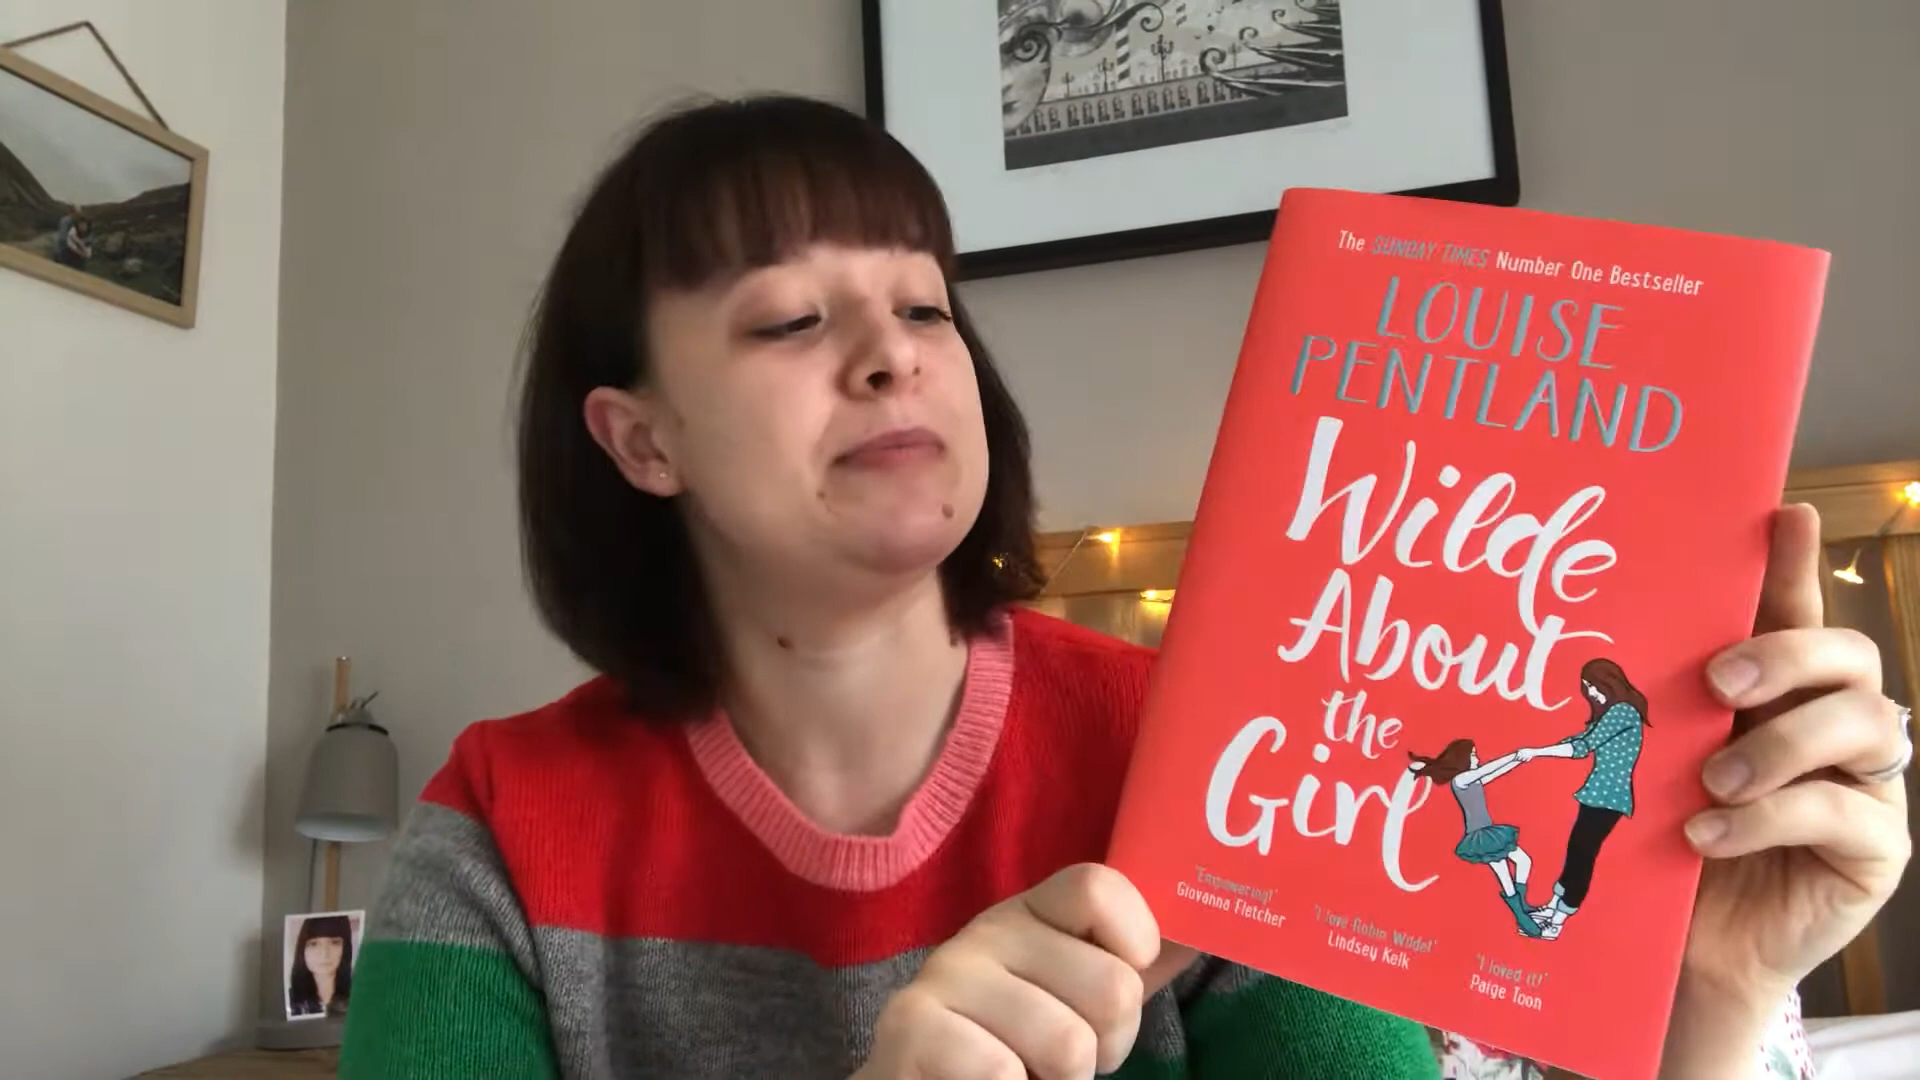 The SUNDAY TIMES Number One Bestseller
LOUISE
PENTLAND
Wilde
About
the
Girl
'Empowering!'
Giovanna Fletcher
'I love Robin Wilde!'
Lindsey Kelk
'I loved it!'
Paige Toon